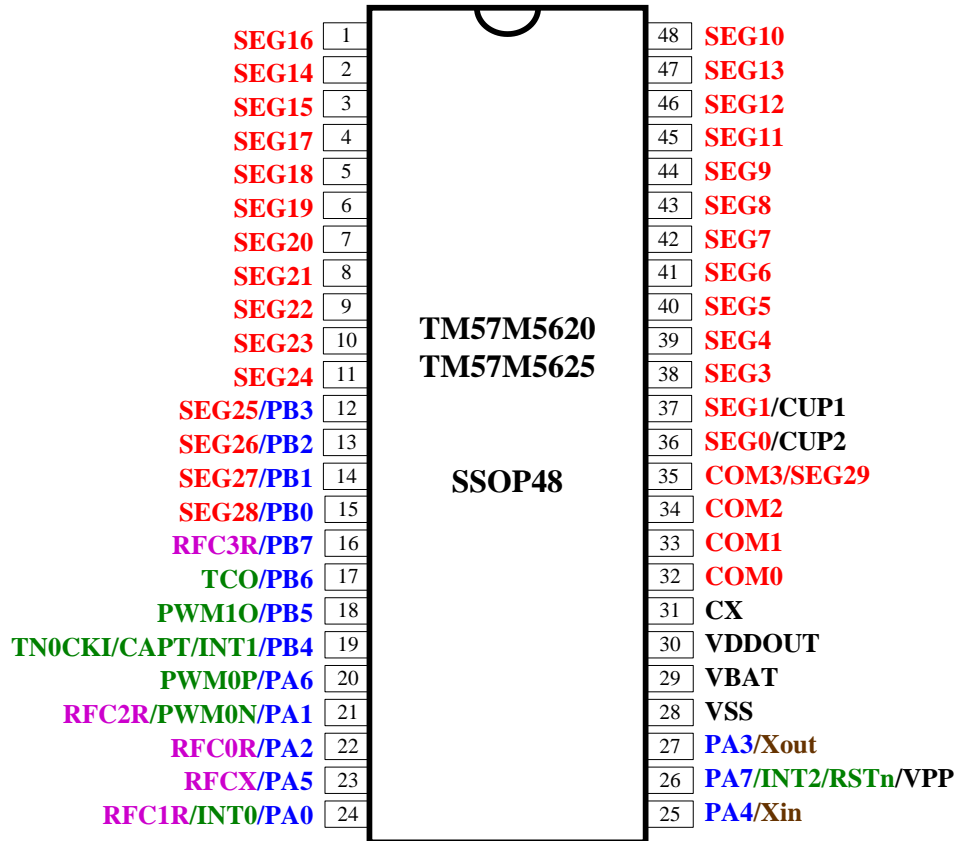 SEG16 1
SEG14 2
SEG15 3
SEG17 4
SEG18 5
SEG19 6
SEG20 7
SEG21 8
SEG22 9
SEG23 10
SEG24 11
SEG25/PB3 12
SEG26/PB2 13
SEG27/PB1 14
SEG28/PB0 15
RFC3R/PB7 16
TCO/PB6 17
PWM1O/PB5 18
TN0CKI/CAPT/INT1/PB4 19
PWM0P/PA6 20
RFC2R/PWM0N/PA1 21
RFC0R/PA2 22
RFCX/PA5 23
RFC1R/INT0/PA0 24
TM57M5620
TM57M5625
SSOP48
48 SEG10
47 SEG13
46 SEG12
45 SEG11
44 SEG9
43 SEG8
42 SEG7
41 SEG6
40 SEG5
39 SEG4
38 SEG3
37 SEG1/CUP1
36 SEG0/CUP2
35 COM3/SEG29
34 COM2
33 COM1
32 COM0
31 CX
30 VDDOUT
29 VBAT
28 VSS
27 PA3/Xout
26 PA7/INT2/RSTn/VPP
25 PA4/Xin